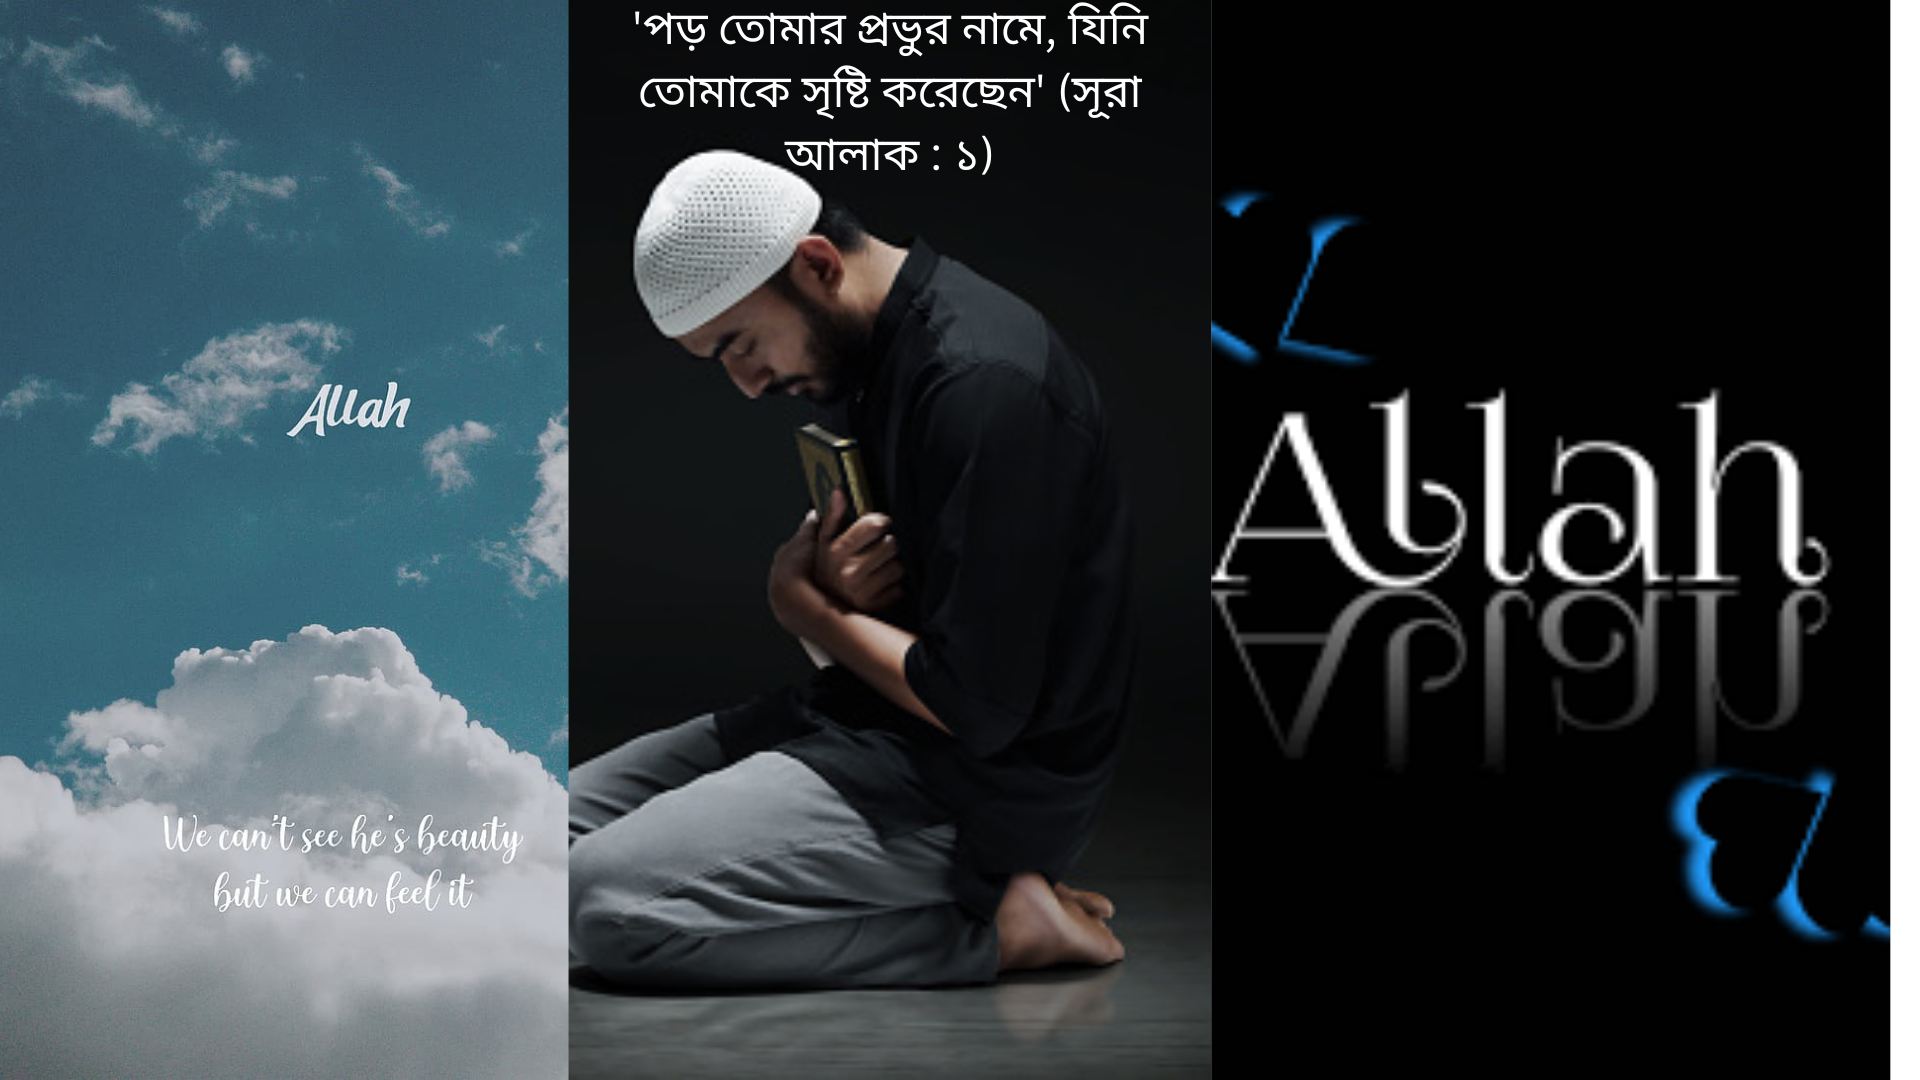 Allah
We can't see he's beauty
but we can feel it
'পড় তোমার প্রভুর নামে, যিনি
তোমাকে সৃষ্টি করেছেন' (সূরা
আলাক : ১)
Allah